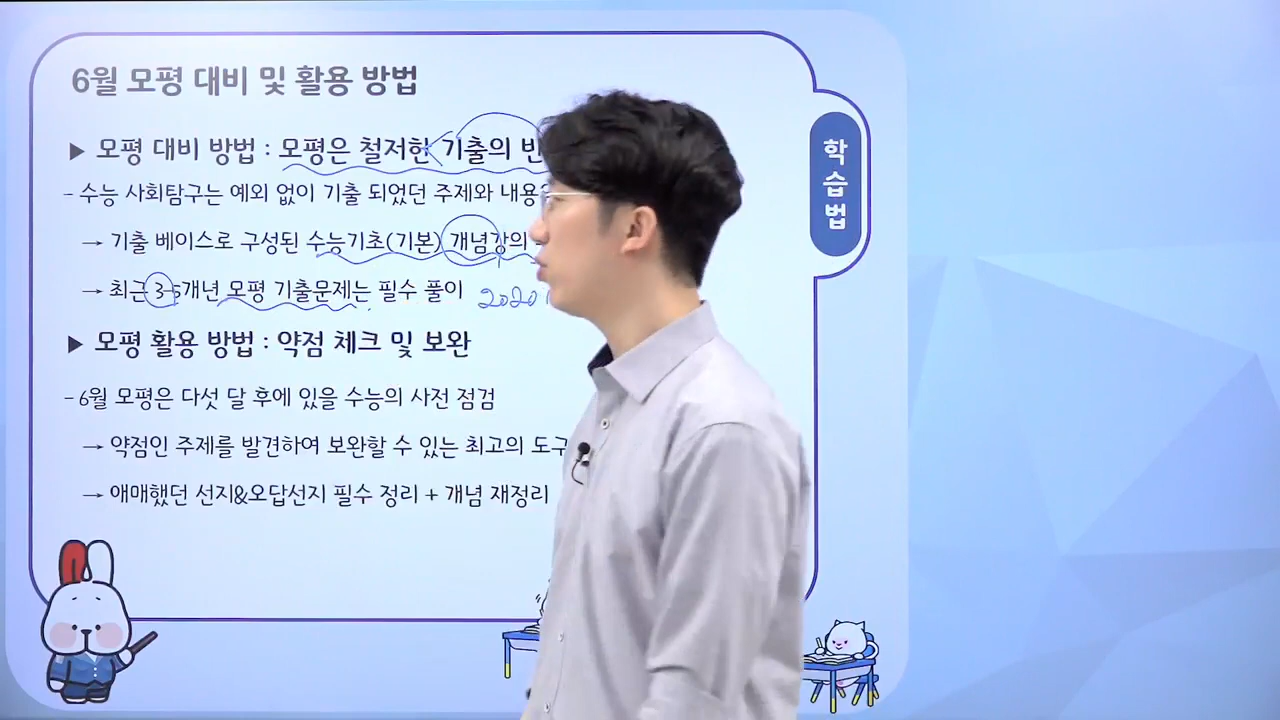 6월 모평 대비 및 활용 방법
▶ 모평 대비 방법 : 모평은 철저한 기출의 반
- 수능 사회탐구는 예외 없이 기출 되었던 주제와 내용
→ 기출 베이스로 구성된 수능기초(기본) 개념강의
→ 최근 3-5개년 모평 기출문제는 필수 풀이 2020
▶ 모평 활용 방법 : 약점 체크 및 보완
- 6월 모평은 다섯 달 후에 있을 수능의 사전 점검
→ 약점인 주제를 발견하여 보완할 수 있는 최고의 도구
→ 애매했던 선지&오답선지 필수 정리 + 개념 재정리
학습법